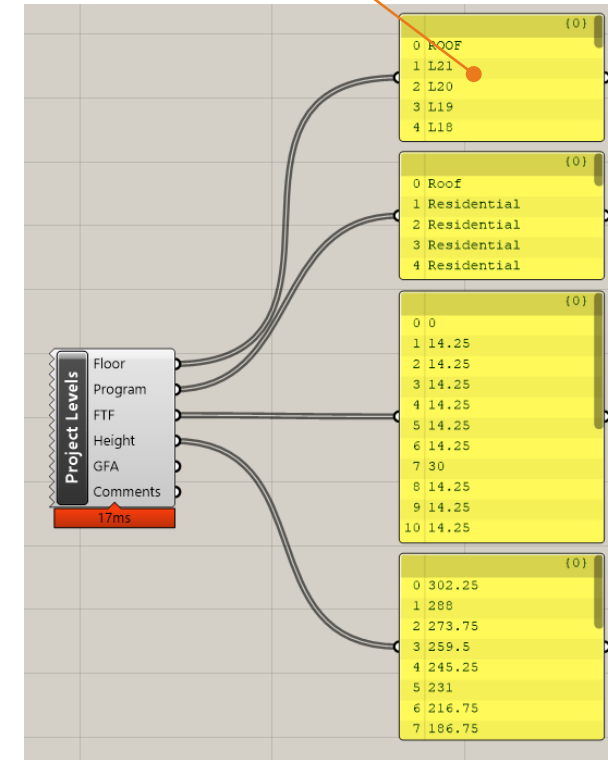 {0}
0 ROOF
1 L21
2 L20
3 L19
4 L18
{0}
0 Roof
1 Residential
2 Residential
3 Residential
4 Residential
{0}
0 0
1 14.25
2 14.25
3 14.25
4 14.25
5 14.25
6 14.25
7 30
8 14.25
9 14.25
10 14.25
{0}
0 302.25
1 288
2 273.75
3 259.5
4 245.25
5 231
6 216.75
7 186.75
Project Levels
Floor
Program
FTF
Height
GFA
Comments
17ms